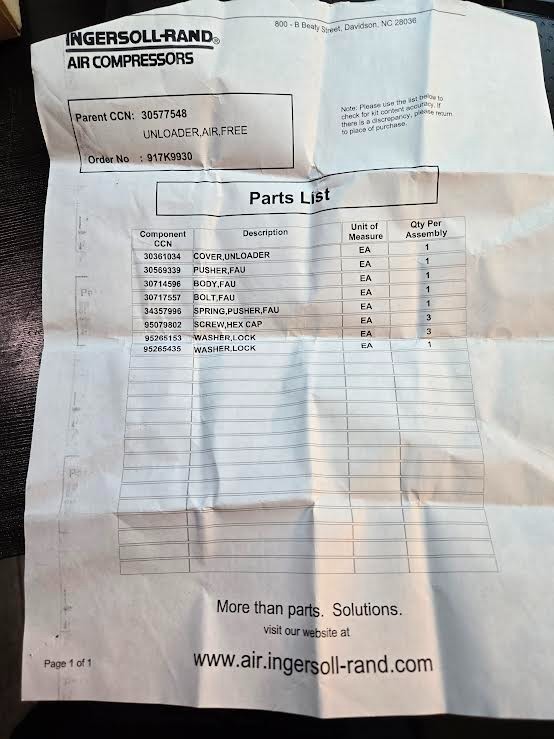 INGERSOLL-RAND®
AIR COMPRESSORS
800 - B Beaty Street, Davidson, NC 28036
Parent CCN: 30577548
UNLOADER,AIR,FREE
Order No : 917K9930
Note: Please use the list below to
check for kit content accuracy. If
there is a discrepancy, please return
to place of purchase.
Parts List
Component CCN Description Unit of Measure Qty Per Assembly
30361034 COVER,UNLOADER EA 1
30569339 PUSHER,FAU EA 1
30714596 BODY,FAU EA 1
30717557 BOLT,FAU EA 1
34357996 SPRING,PUSHER,FAU EA 1
95079802 SCREW,HEX CAP EA 3
95265153 WASHER,LOCK EA 3
95265435 WASHER,LOCK EA 1
More than parts. Solutions.
visit our website at
www.air.ingersoll-rand.com
Page 1 of 1